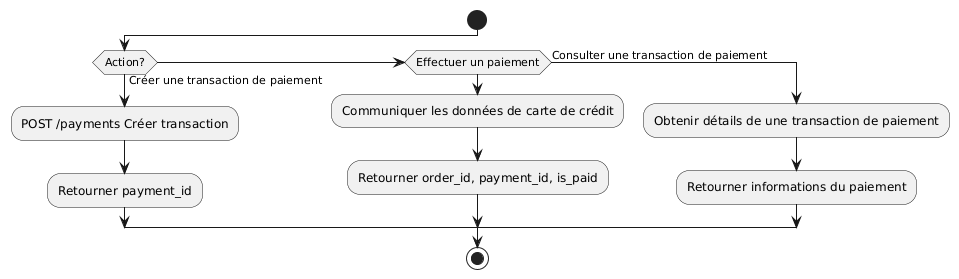 Action?
Effectuer un paiement
Consulter une transaction de paiement
Créer une transaction de paiement
POST /payments Créer transaction
Communiquer les données de carte de crédit
Obtenir détails de une transaction de paiement
Retourner payment_id
Retourner order_id, payment_id, is_paid
Retourner informations du paiement